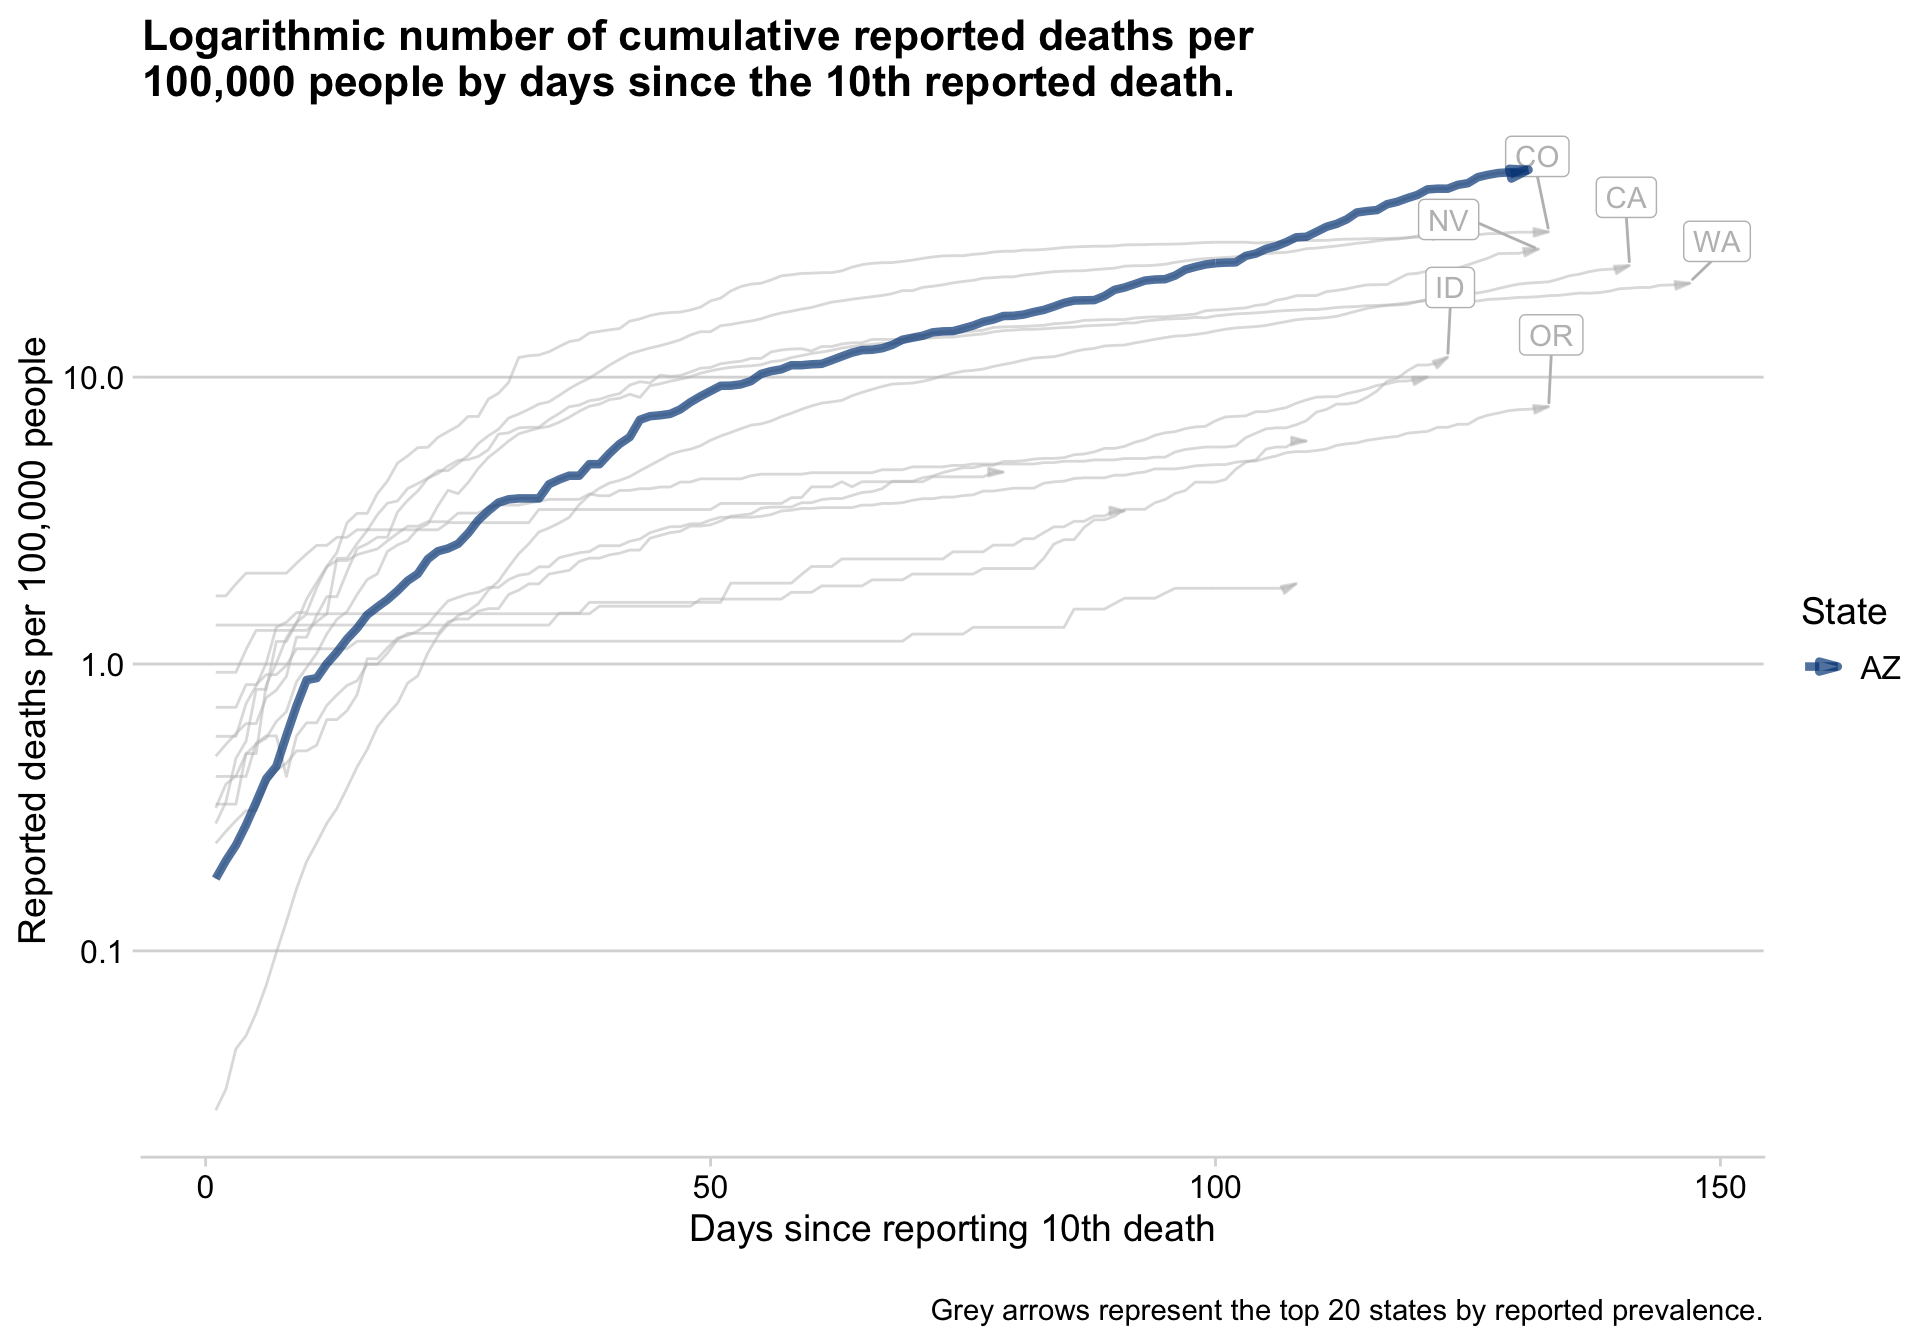 Logarithmic number of cumulative reported deaths per
100,000 people by days since the 10th reported death.
CO
CA
NV
WA
ID
OR
Reported deaths per 100,000 people
10.0
1.0
0.1
State
AZ
0
50
100
150
Days since reporting 10th death
Grey arrows represent the top 20 states by reported prevalence.